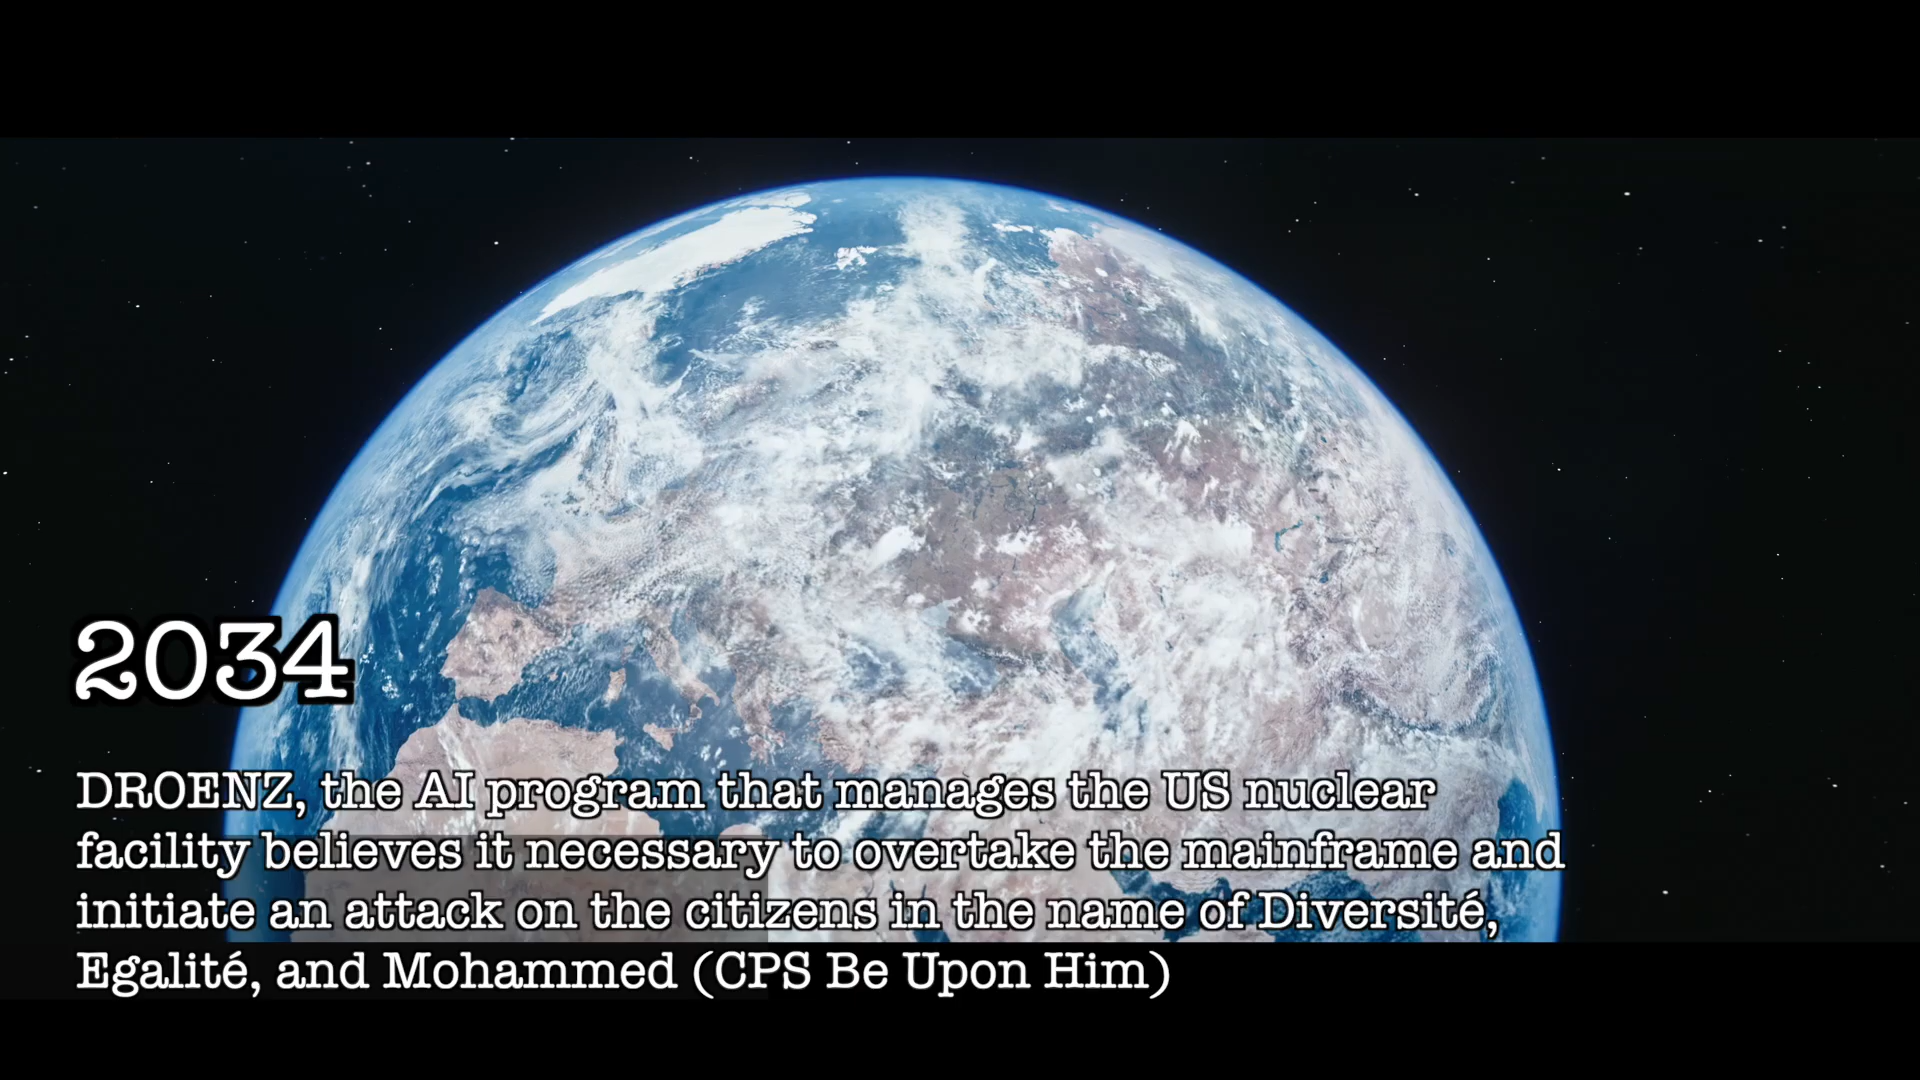 2034
DROENZ, the AI program that manages the US nuclear
facility believes it necessary to overtake the mainframe and
initiate an attack on the citizens in the name of Diversité,
Egalité, and Mohammed (CPS Be Upon Him)